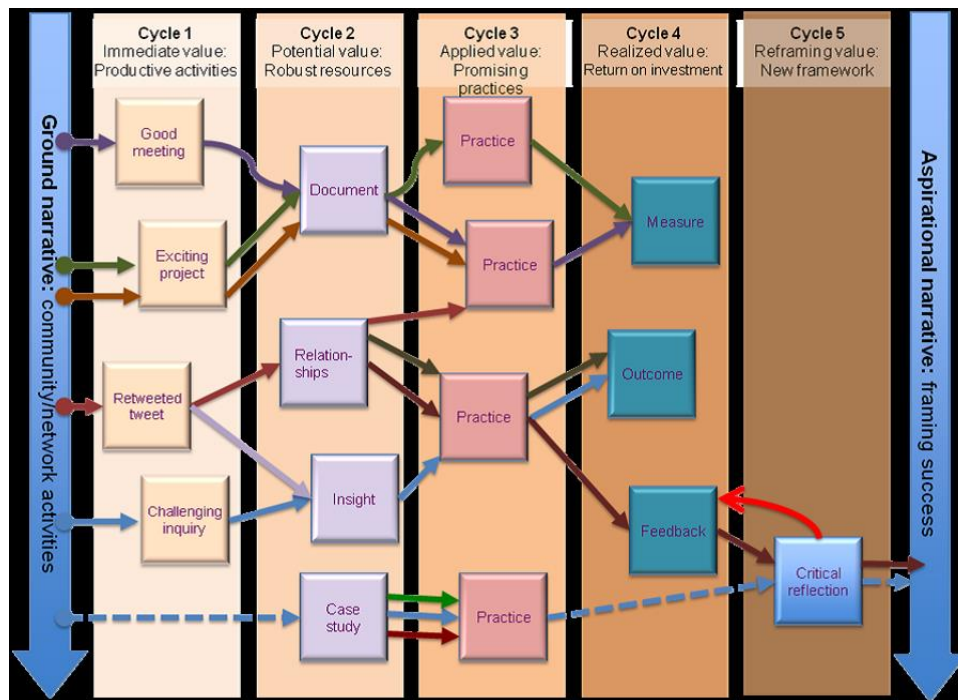 Cycle 1
Immediate value:
Productive activities
Cycle 2
Potential value:
Robust resources
Cycle 3
Applied value:
Promising
practices
Cycle 4
Realized value:
Return on investment
Cycle 5
Reframing value:
New framework
Ground narrative: community/network activities
Aspirational narrative: framing success
Good
meeting
Exciting
project
Retweeted
tweet
Challenging
inquiry
Document
Relation-
ships
Insight
Case
study
Practice
Practice
Practice
Practice
Measure
Outcome
Feedback
Critical
reflection